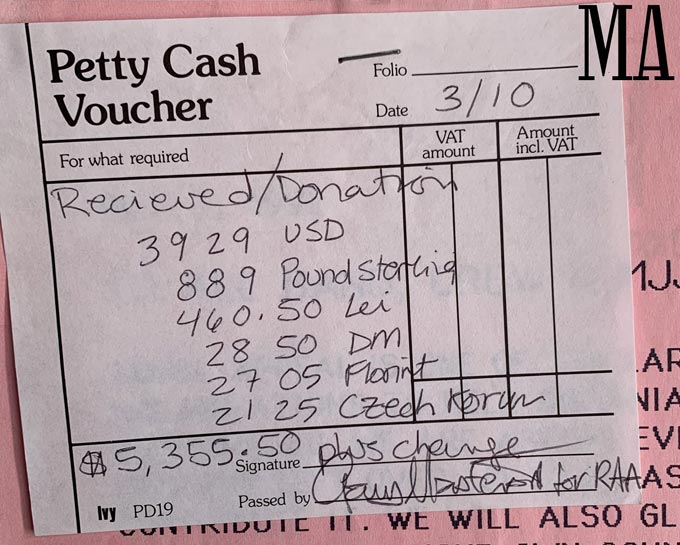 MA
Petty Cash
Voucher
Folio
Date 3/10
For what required
VAT
amount
Amount
incl. VAT
Recieved/Donation
3929 USD
889 Pound Sterling
460.50 Lei
28 50 DM
27 05 Florint
21 25 Czech Korun
$5,355.50 plus change
Signature
Passed by for RAAAS
Ivy PD19
CONTRIBUTE IT. WE WILL ALSO GL